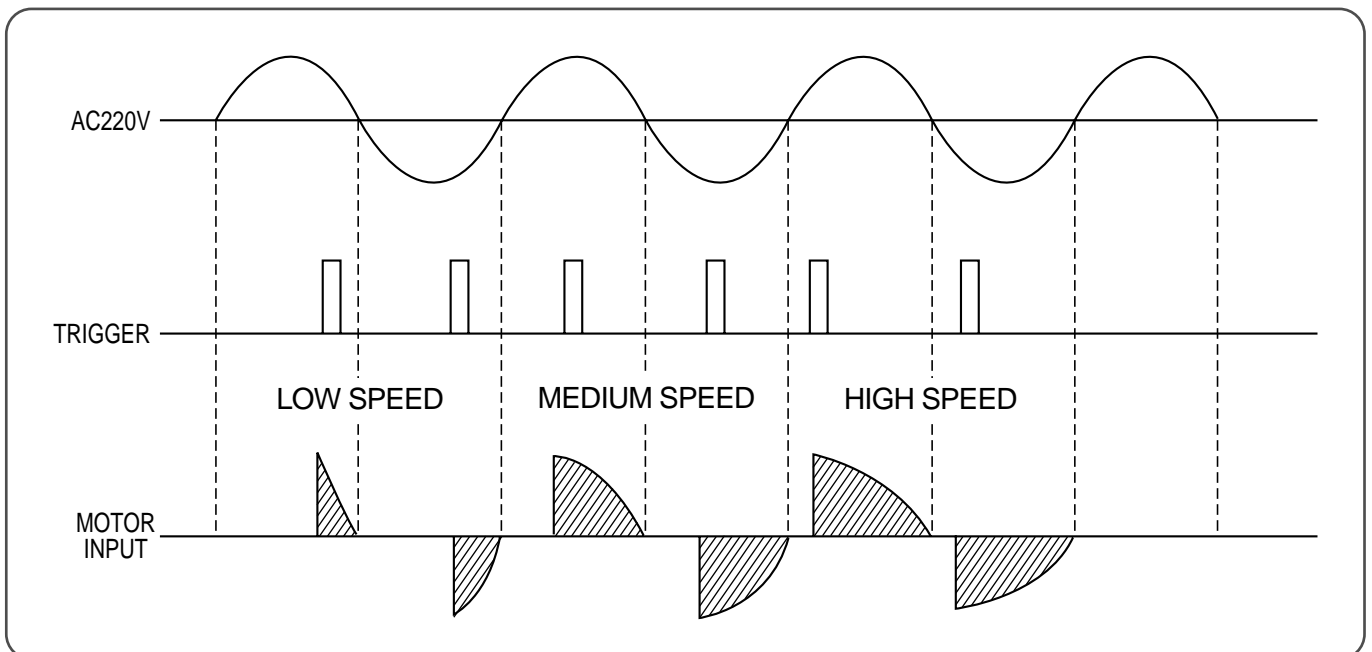 AC220V
TRIGGER
LOW SPEED
MEDIUM SPEED
HIGH SPEED
MOTOR
INPUT